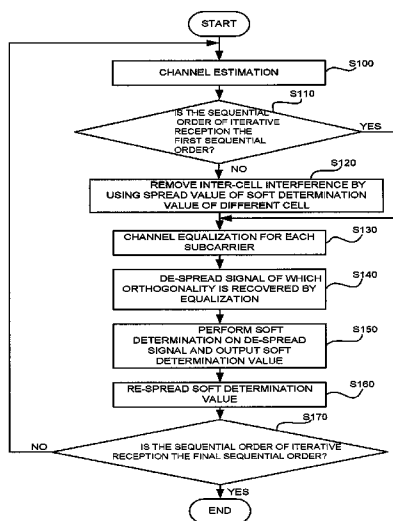 START
S100
CHANNEL ESTIMATION
S110
IS THE SEQUENTIAL
ORDER OF ITERATIVE
RECEPTION THE
FIRST SEQUENTIAL
ORDER?
YES
NO
S120
REMOVE INTER-CELL INTERFERENCE BY
USING SPREAD VALUE OF SOFT DETERMINATION
VALUE OF DIFFERENT CELL
S130
CHANNEL EQUALIZATION FOR EACH
SUBCARRIER
S140
DE-SPREAD SIGNAL OF WHICH
ORTHOGONALITY IS RECOVERED BY
EQUALIZATION
S150
PERFORM SOFT
DETERMINATION ON DE-SPREAD
SIGNAL AND OUTPUT SOFT
DETERMINATION VALUE
S160
RE-SPREAD SOFT DETERMINATION
VALUE
S170
NO
IS THE SEQUENTIAL ORDER OF ITERATIVE
RECEPTION THE FINAL SEQUENTIAL ORDER?
YES
END